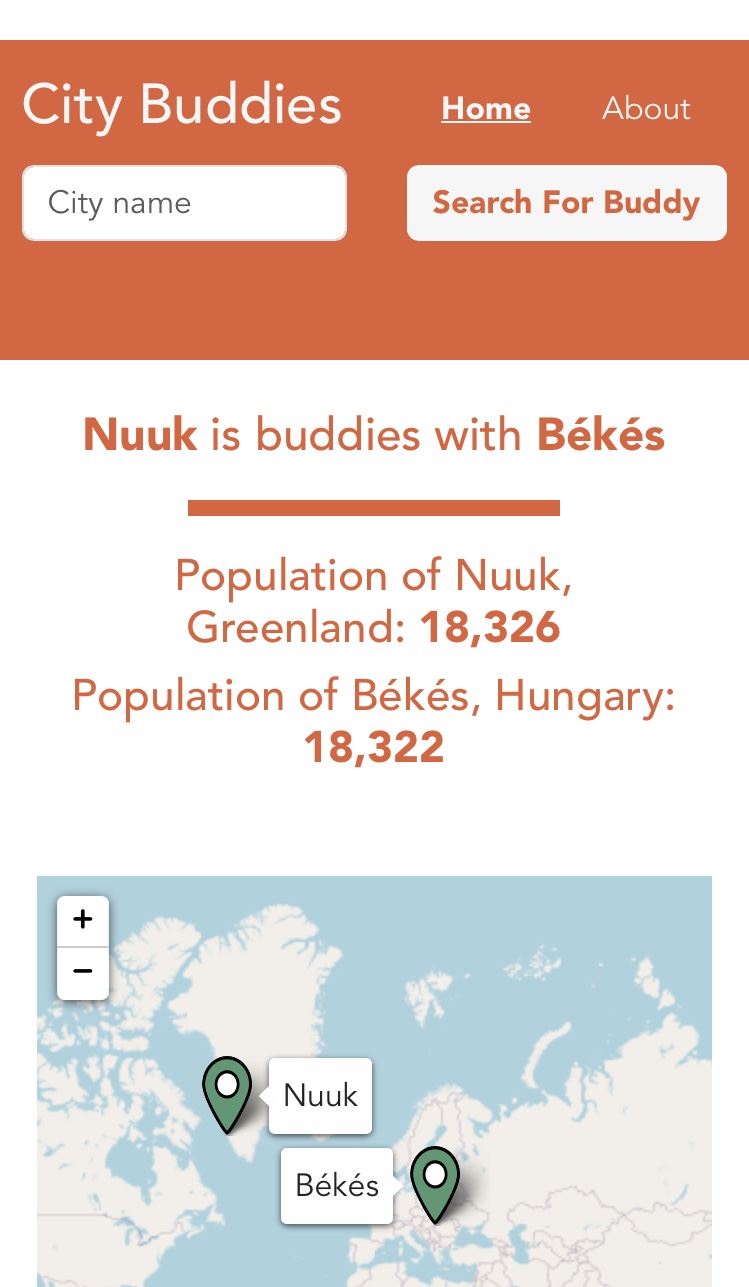 City Buddies
Home
About
City name
Search For Buddy
Nuuk is buddies with Békés
Population of Nuuk,
Greenland: 18,326
Population of Békés, Hungary:
18,322
+
−
Nuuk
Békés